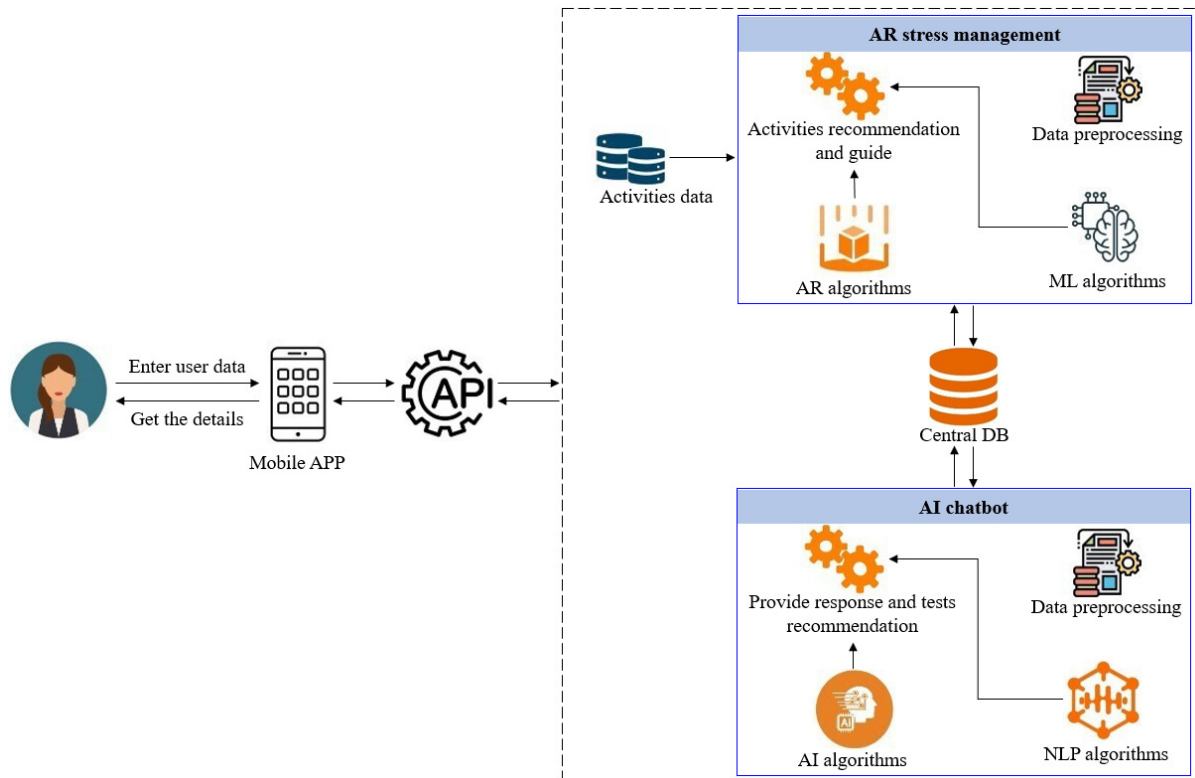 AR stress management
Activities recommendation
and guide
Data preprocessing
Activities data
AR algorithms
ML algorithms
Enter user data
Get the details
Mobile APP
API
Central DB
AI chatbot
Provide response and tests
recommendation
Data preprocessing
AI
AI algorithms
NLP algorithms